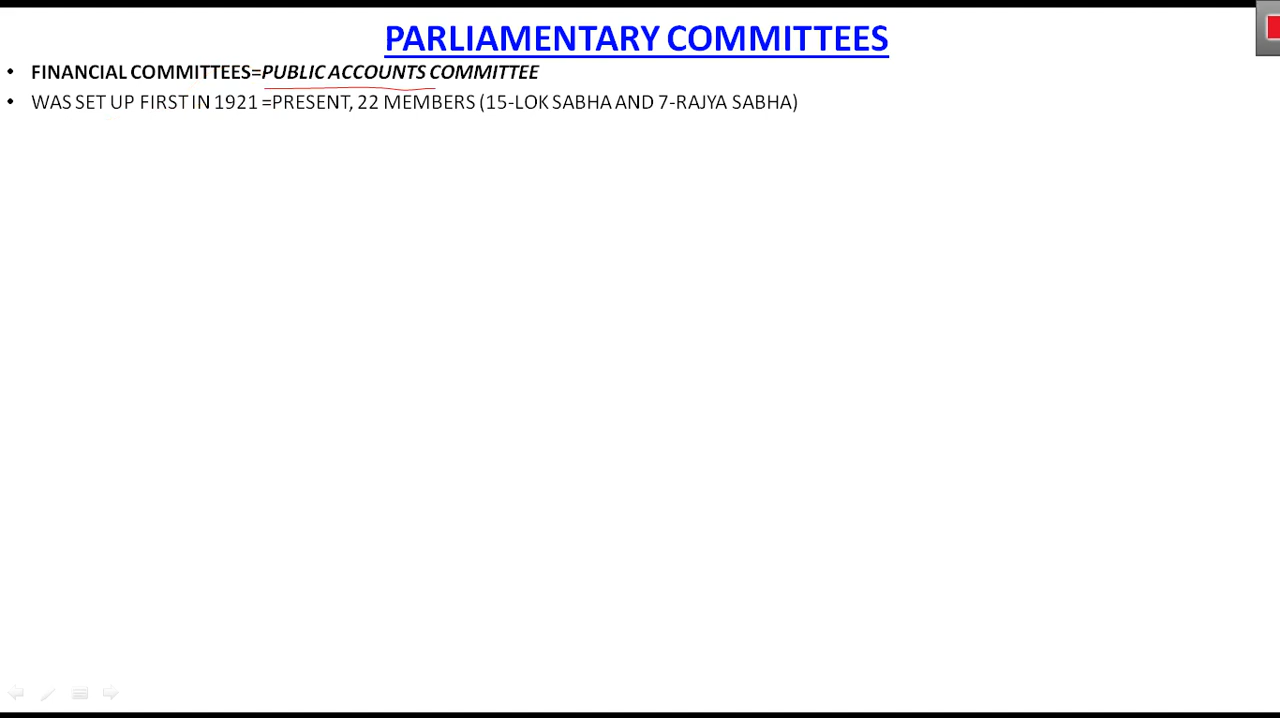 PARLIAMENTARY COMMITTEES
• FINANCIAL COMMITTEES=PUBLIC ACCOUNTS COMMITTEE
• WAS SET UP FIRST IN 1921 =PRESENT, 22 MEMBERS (15-LOK SABHA AND 7-RAJYA SABHA)